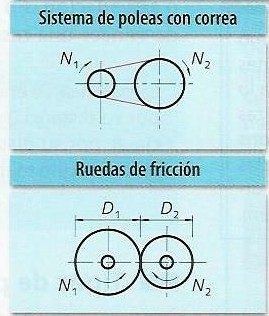 Sistema de poleas con correa
N₁ N₂
Ruedas de fricción
D₁ D₂
N₁ N₂